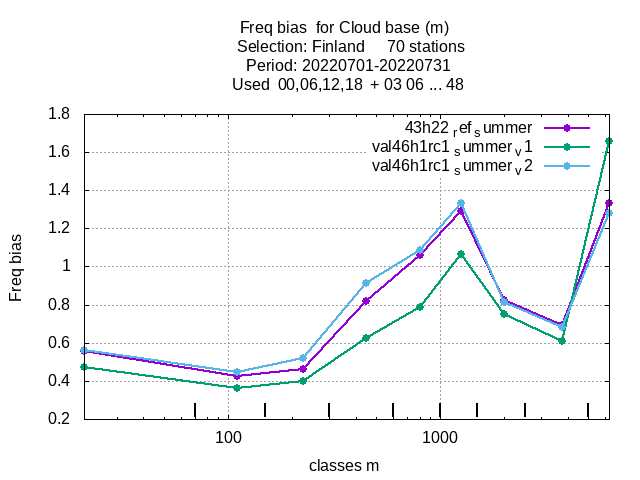 Freq bias  for Cloud base (m)
Selection: Finland     70 stations
Period: 20220701-20220731
Used  00,06,12,18  + 03 06 ... 48
1.8
1.6
1.4
1.2
1
0.8
0.6
0.4
0.2
Freq bias
43h22 ref summer
val46h1rc1 summer v1
val46h1rc1 summer v2
100
1000
classes m